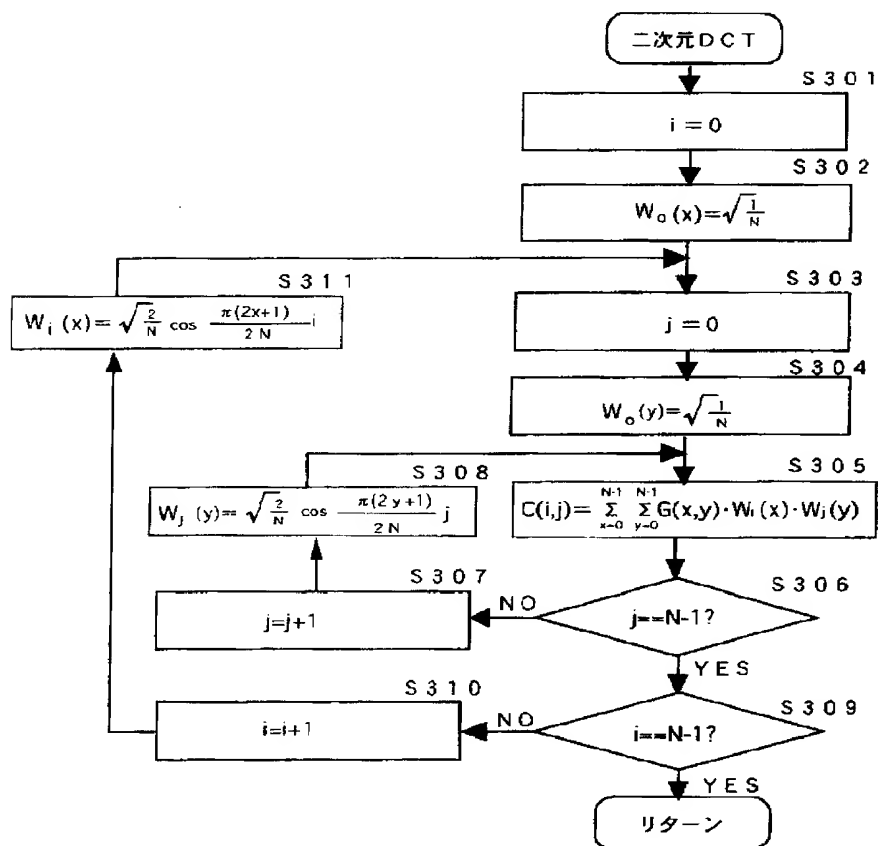 二次元DCT
S301
i = 0
S302
W₀(x)=√1/N
S303
j = 0
S304
W₀(y)=√1/N
S305
C(i,j)= Σ(x=0, N-1) Σ(y=0, N-1) G(x,y)・Wi(x)・Wj(y)
S306
j==N-1?
NO
YES
S307
j=j+1
S308
Wj (y)= √2/N cos π(2y+1)/2N j
S309
i==N-1?
NO
YES
S310
i=i+1
S311
Wi (x)= √2/N cos π(2x+1)/2N i
リターン